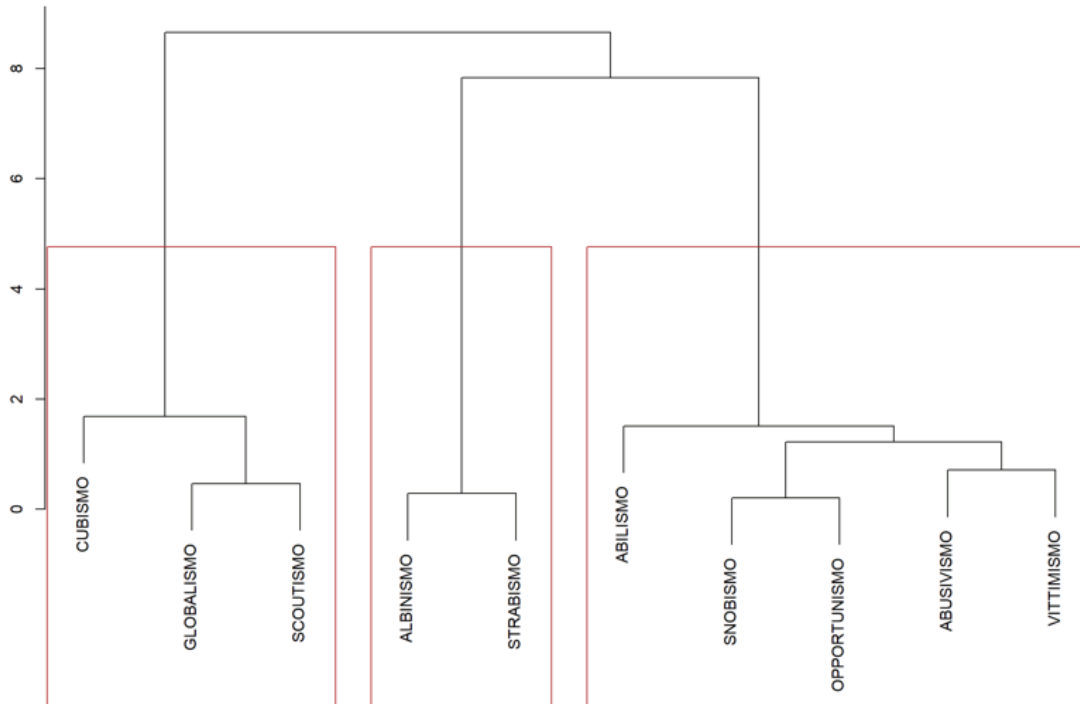 8
6
4
2
0
CUBISMO
GLOBALISMO
SCOUTISMO
ALBINISMO
STRABISMO
ABILISMO
SNOBISMO
OPPORTUNISMO
ABUSIVISMO
VITTIMISMO